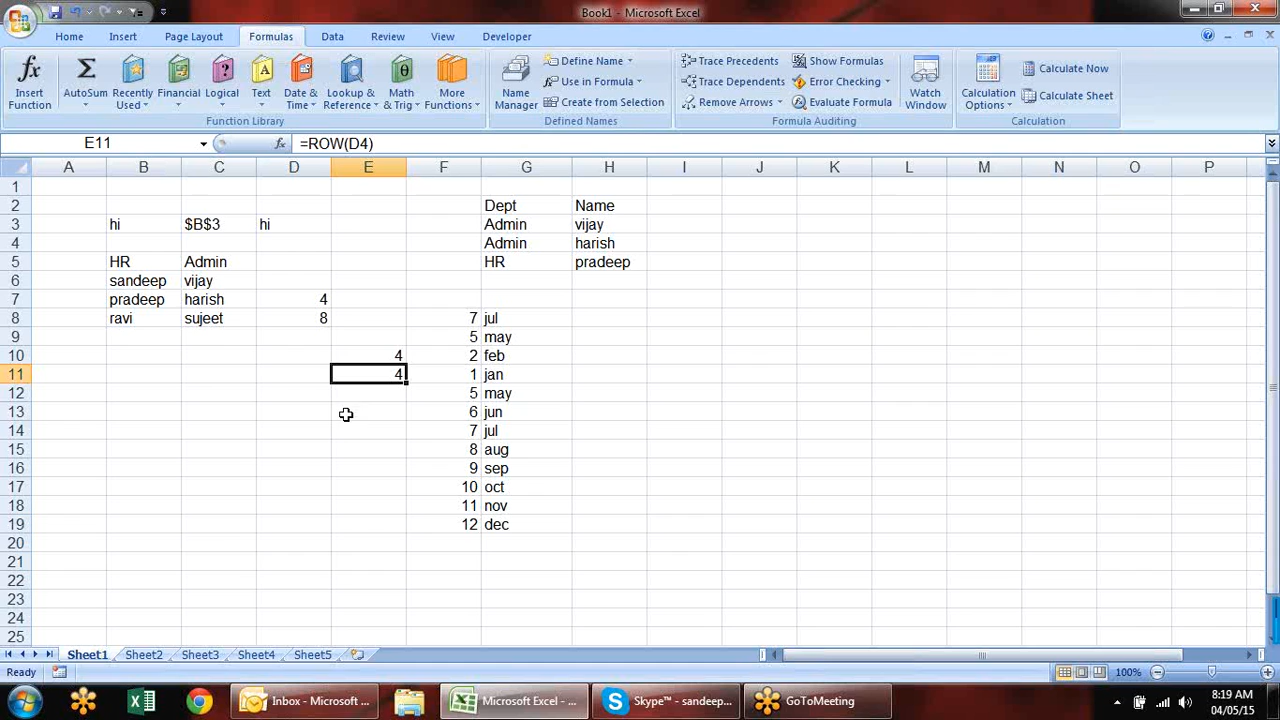 Book1 - Microsoft Excel
Home Insert Page Layout Formulas Data Review View Developer
Insert Function
AutoSum
Recently Used
Financial
Logical
Text
Date & Time
Lookup & Reference
Math & Trig
More Functions
Function Library
Name Manager
Define Name
Use in Formula
Create from Selection
Defined Names
Trace Precedents
Trace Dependents
Remove Arrows
Show Formulas
Error Checking
Evaluate Formula
Formula Auditing
Watch Window
Calculation Options
Calculate Now
Calculate Sheet
Calculation
E11 fx =ROW(D4)
A B C D E F G H I J K L M N O P
1
2 Dept Name
3 hi $B$3 hi Admin vijay
4 Admin harish
5 HR Admin HR pradeep
6 sandeep vijay
7 pradeep harish 4
8 ravi sujeet 8 7 jul
9 5 may
10 4 2 feb
11 4 1 jan
12 5 may
13 6 jun
14 7 jul
15 8 aug
16 9 sep
17 10 oct
18 11 nov
19 12 dec
20
21
22
23
24
25
Sheet1 Sheet2 Sheet3 Sheet4 Sheet5
Ready 100%
Inbox - Microsoft ... Microsoft Excel - ... Skype™ - sandeep... GoToMeeting
8:19 AM
04/05/15